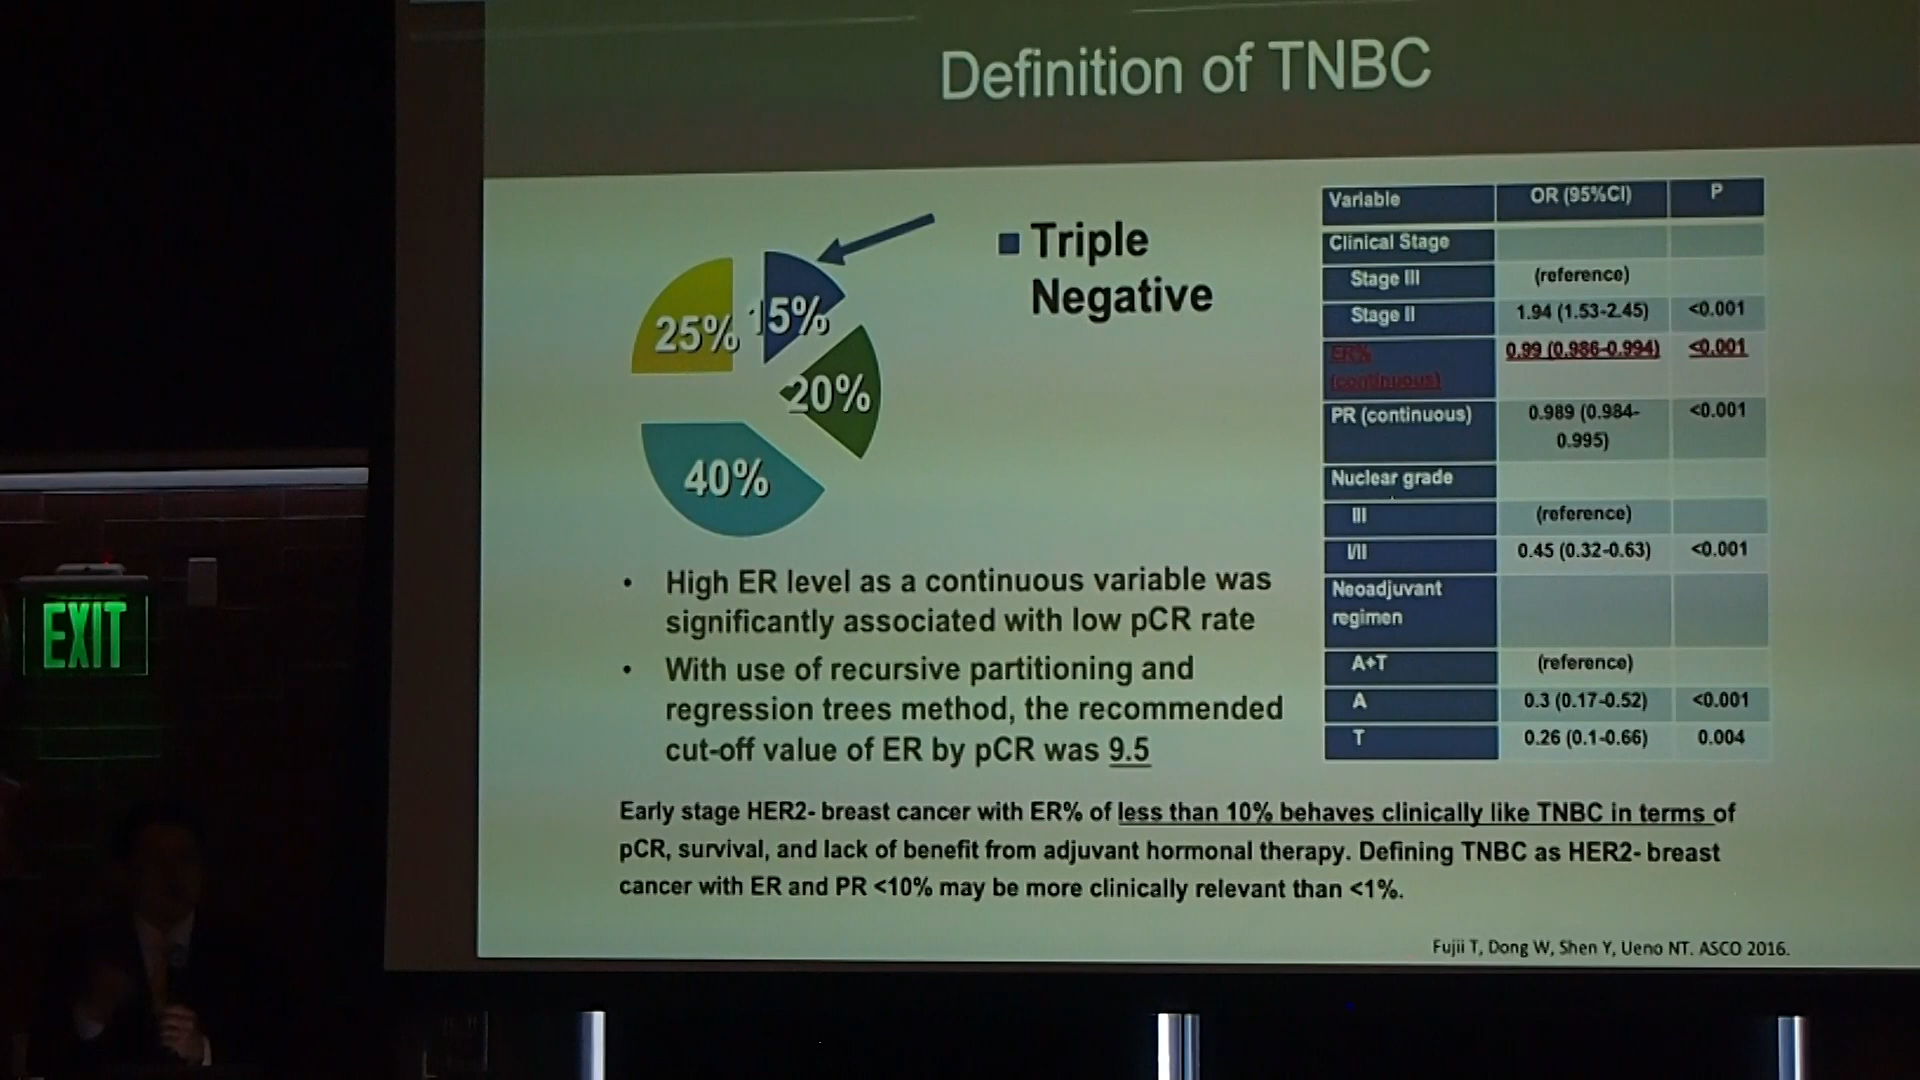 Definition of TNBC
Triple
Negative
25%
15%
20%
40%
Variable OR (95%CI) P
Clinical Stage
Stage III (reference)
Stage II 1.94 (1.53-2.45) <0.001
ER% 0.99 (0.986-0.994) <0.001
(continuous)
PR (continuous) 0.989 (0.984-
0.995) <0.001
Nuclear grade
III (reference)
I/II 0.45 (0.32-0.63) <0.001
Neoadjuvant
regimen
A+T (reference)
A 0.3 (0.17-0.52) <0.001
T 0.26 (0.1-0.66) 0.004
• High ER level as a continuous variable was
significantly associated with low pCR rate
• With use of recursive partitioning and
regression trees method, the recommended
cut-off value of ER by pCR was 9.5
Early stage HER2- breast cancer with ER% of less than 10% behaves clinically like TNBC in terms of
pCR, survival, and lack of benefit from adjuvant hormonal therapy. Defining TNBC as HER2- breast
cancer with ER and PR <10% may be more clinically relevant than <1%.
Fujii T, Dong W, Shen Y, Ueno NT. ASCO 2016.
EXIT